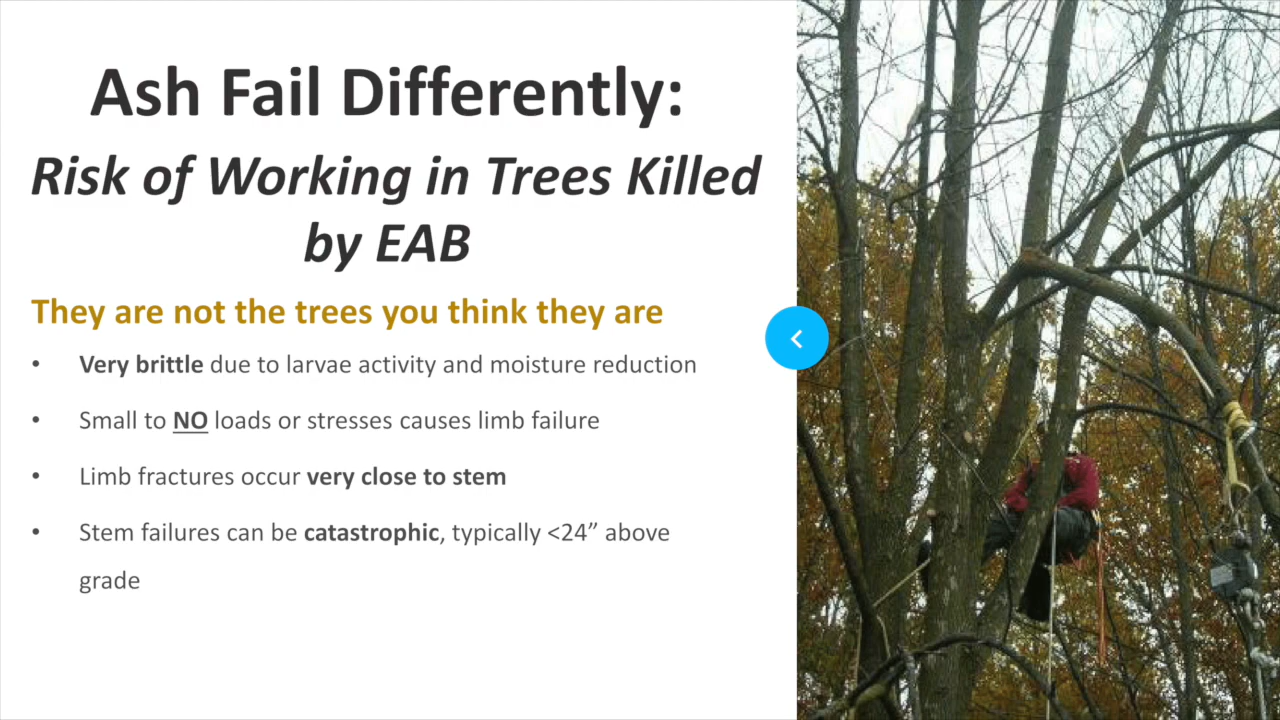 Ash Fail Differently:
Risk of Working in Trees Killed
by EAB
They are not the trees you think they are
• Very brittle due to larvae activity and moisture reduction
• Small to NO loads or stresses causes limb failure
• Limb fractures occur very close to stem
• Stem failures can be catastrophic, typically <24” above
grade